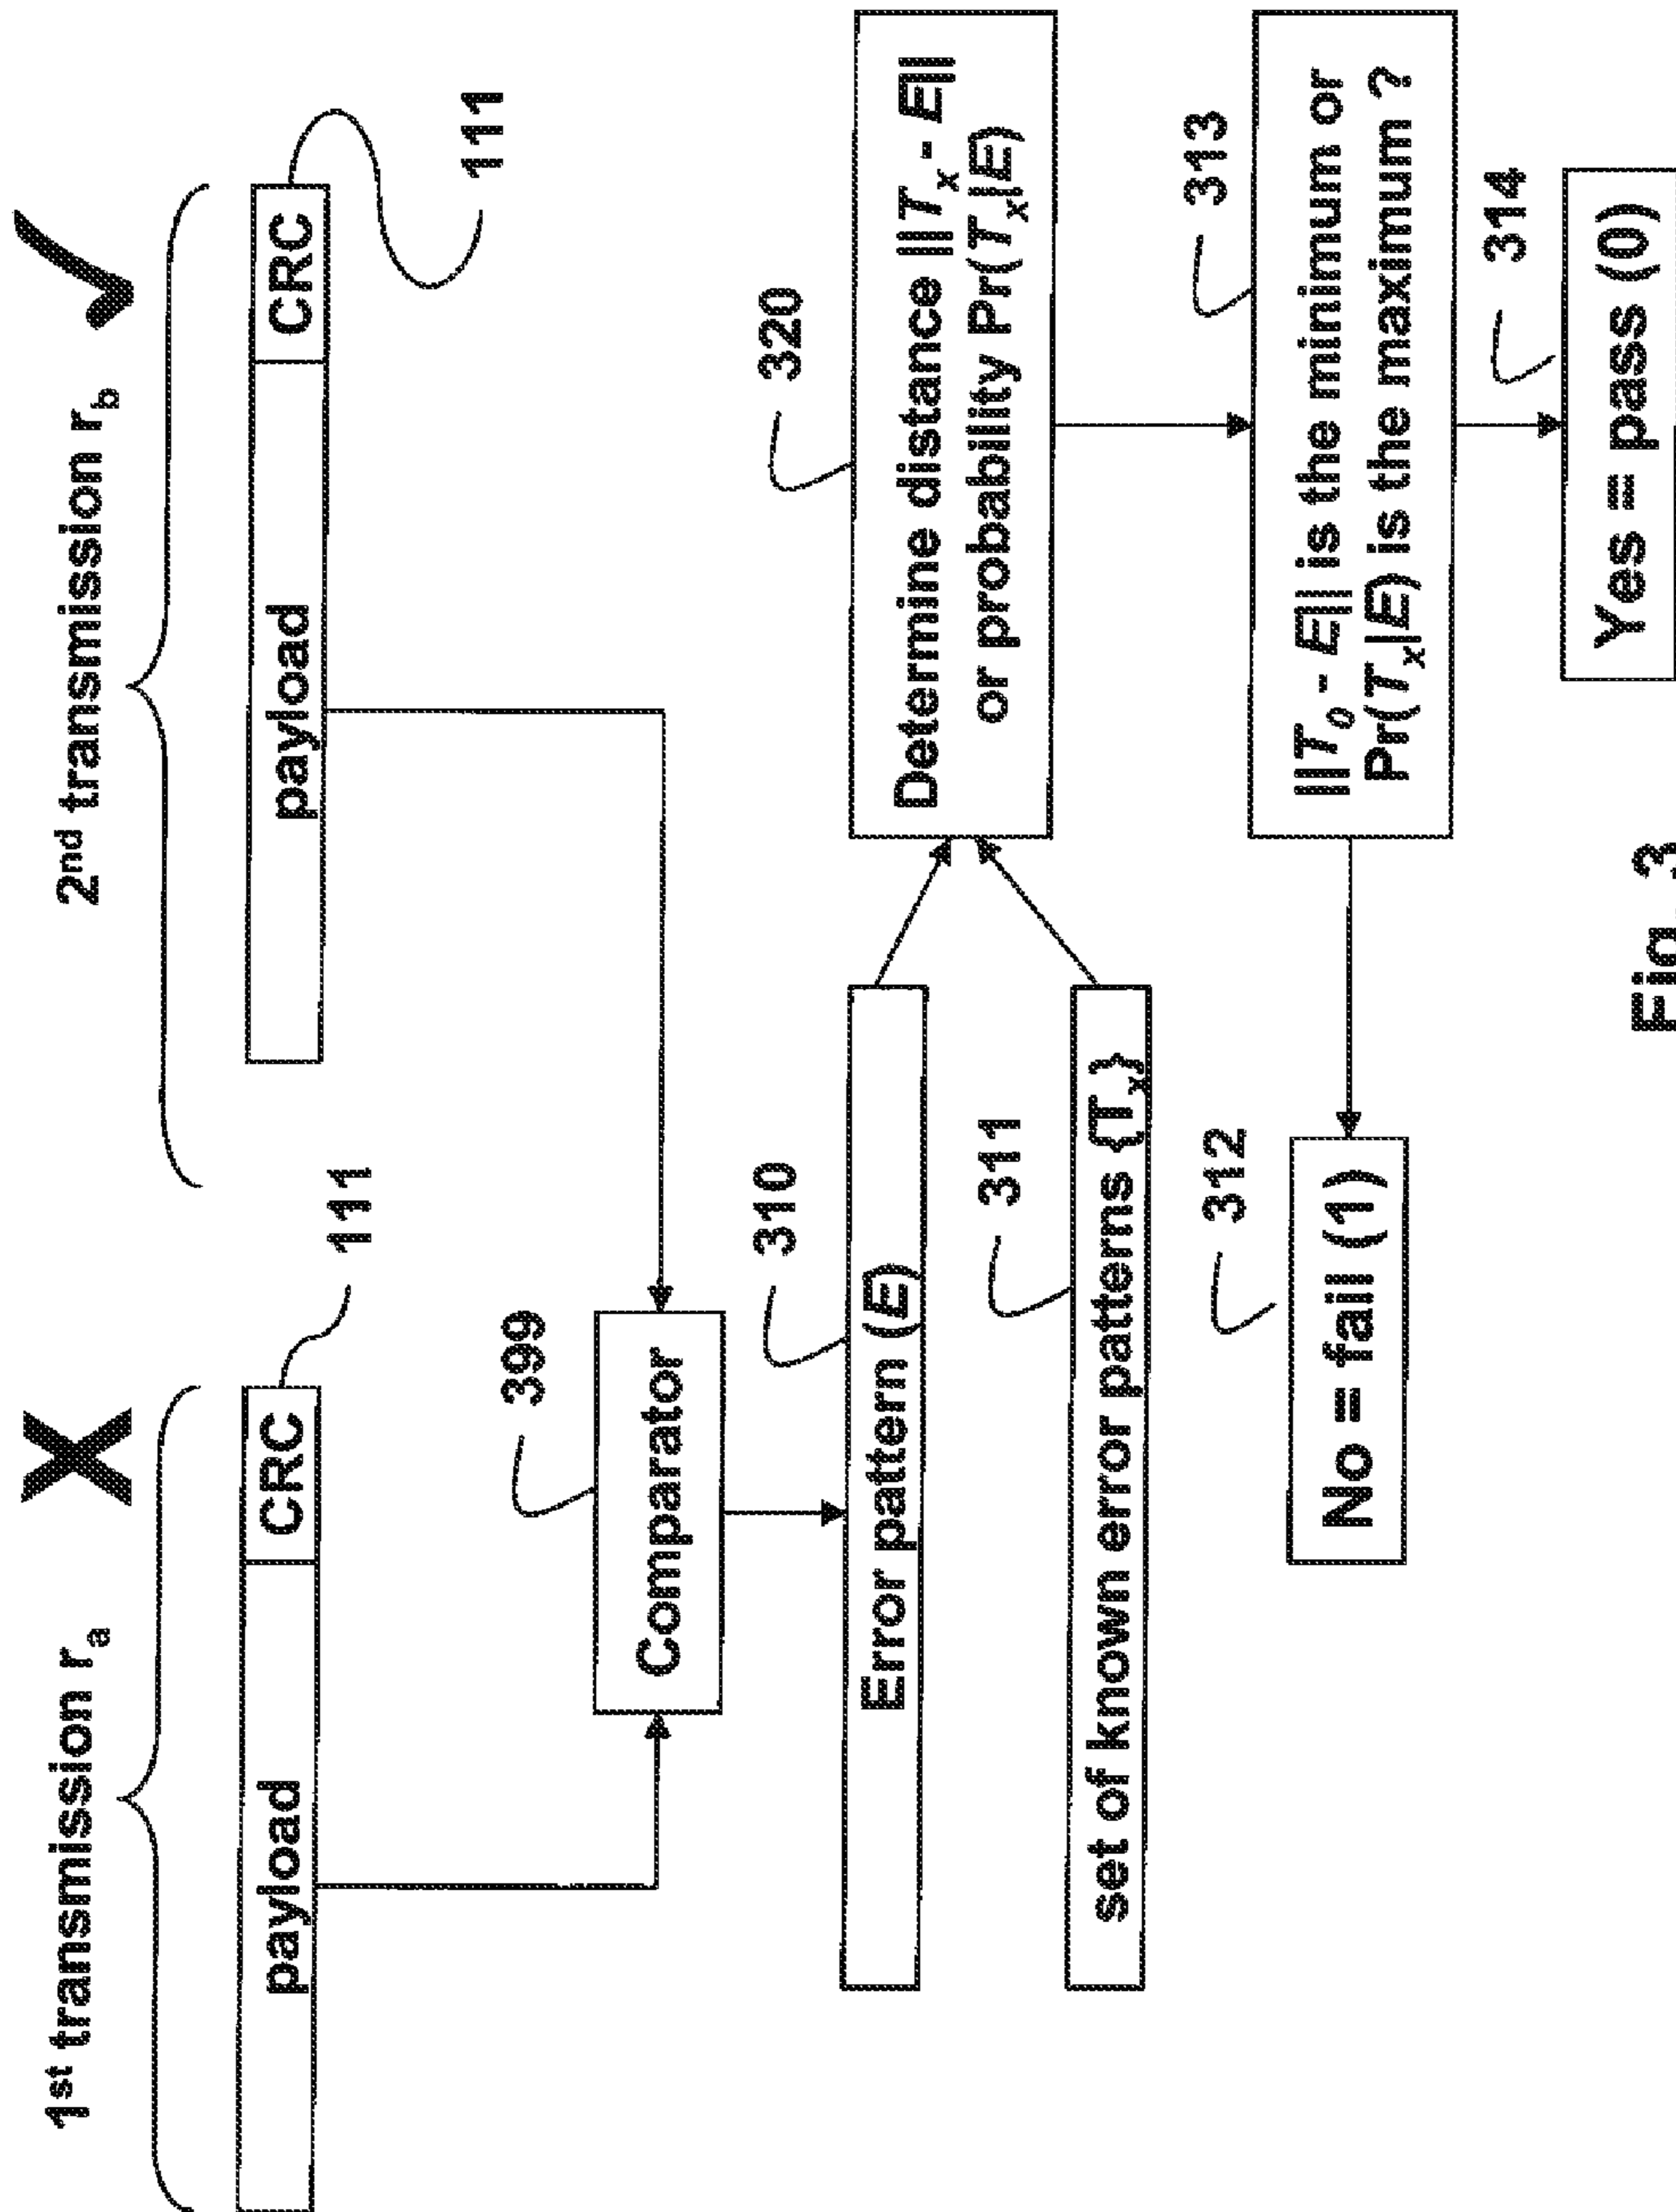 1st transmission ra
X
2nd transmission rb
payload
CRC
111
payload
CRC
111
399
Comparator
310
Error pattern (E)
311
set of known error patterns {Tx}
320
Determine distance ||Tx - E||
or probability Pr(Tx|E)
313
||T0 - E|| is the minimum or
Pr(Tx|E) is the maximum ?
312
No = fail (1)
314
Yes = pass (0)
Fig. 3